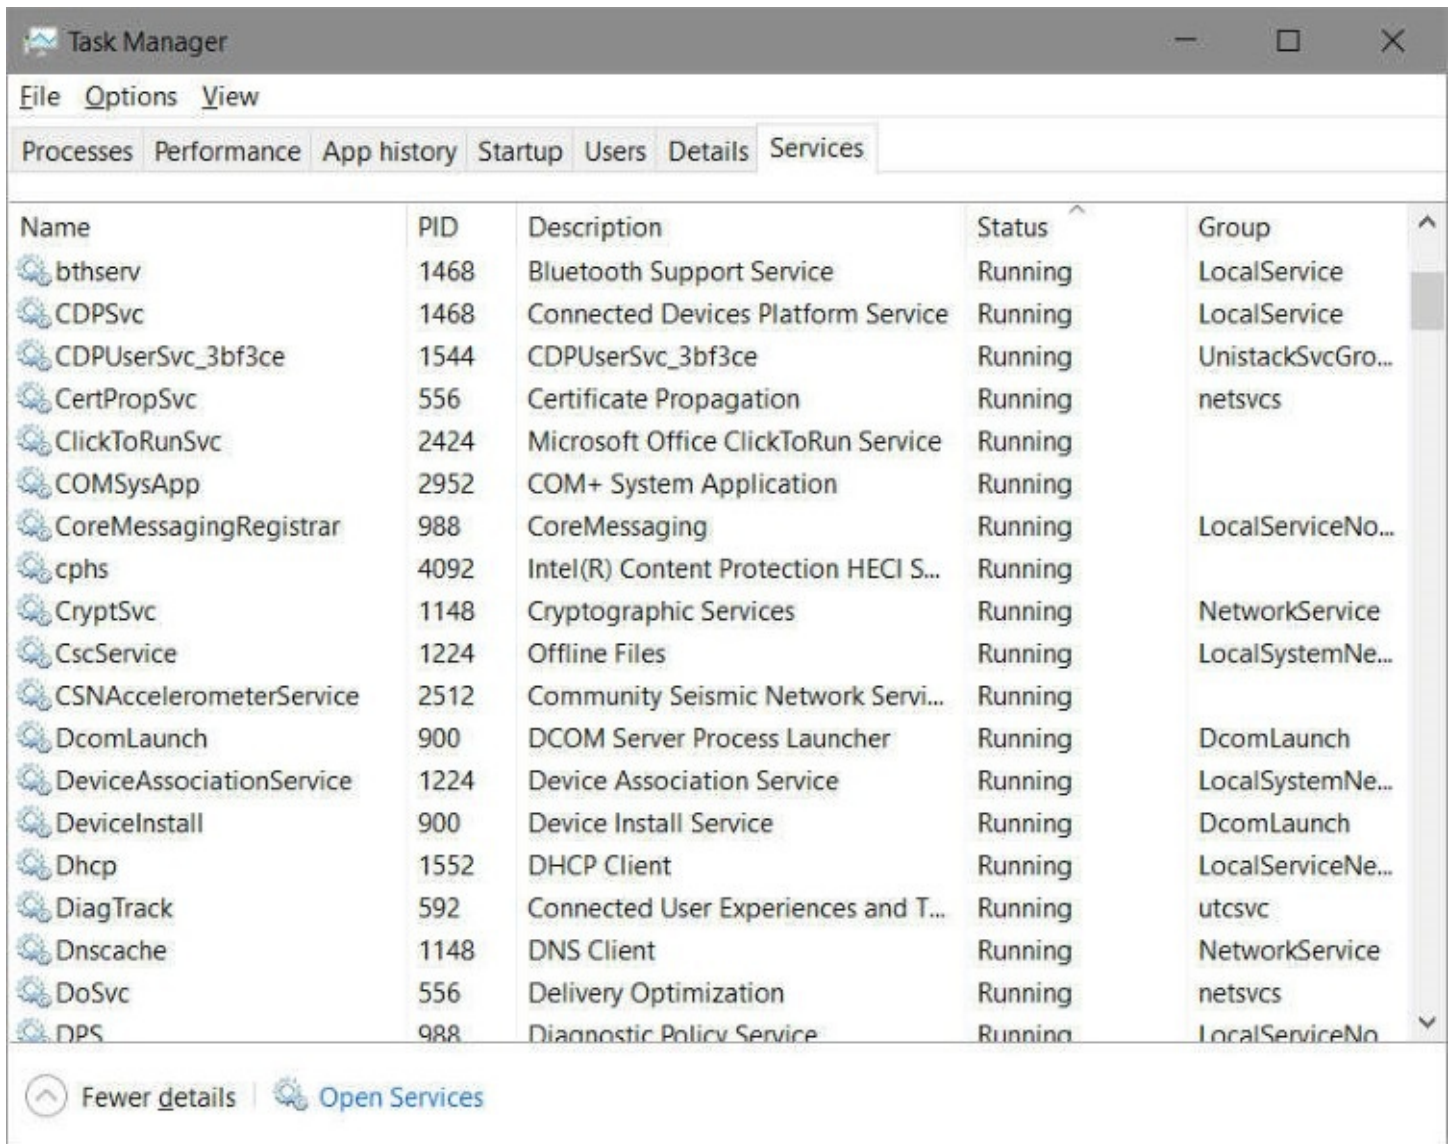 Task Manager
File Options View
Processes Performance App history Startup Users Details Services
Name PID Description Status Group
bthserv 1468 Bluetooth Support Service Running LocalService
CDPSvc 1468 Connected Devices Platform Service Running LocalService
CDPUserSvc_3bf3ce 1544 CDPUserSvc_3bf3ce Running UnistackSvcGro...
CertPropSvc 556 Certificate Propagation Running netsvcs
ClickToRunSvc 2424 Microsoft Office ClickToRun Service Running
COMSysApp 2952 COM+ System Application Running
CoreMessagingRegistrar 988 CoreMessaging Running LocalServiceNo...
cphs 4092 Intel(R) Content Protection HECI S... Running
CryptSvc 1148 Cryptographic Services Running NetworkService
CscService 1224 Offline Files Running LocalSystemNe...
CSNAccelerometerService 2512 Community Seismic Network Servi... Running
DcomLaunch 900 DCOM Server Process Launcher Running DcomLaunch
DeviceAssociationService 1224 Device Association Service Running LocalSystemNe...
DeviceInstall 900 Device Install Service Running DcomLaunch
Dhcp 1552 DHCP Client Running LocalServiceNe...
DiagTrack 592 Connected User Experiences and T... Running utcsvc
Dnscache 1148 DNS Client Running NetworkService
DoSvc 556 Delivery Optimization Running netsvcs
DPS 988 Diagnostic Policy Service Running LocalServiceNo
Fewer details Open Services